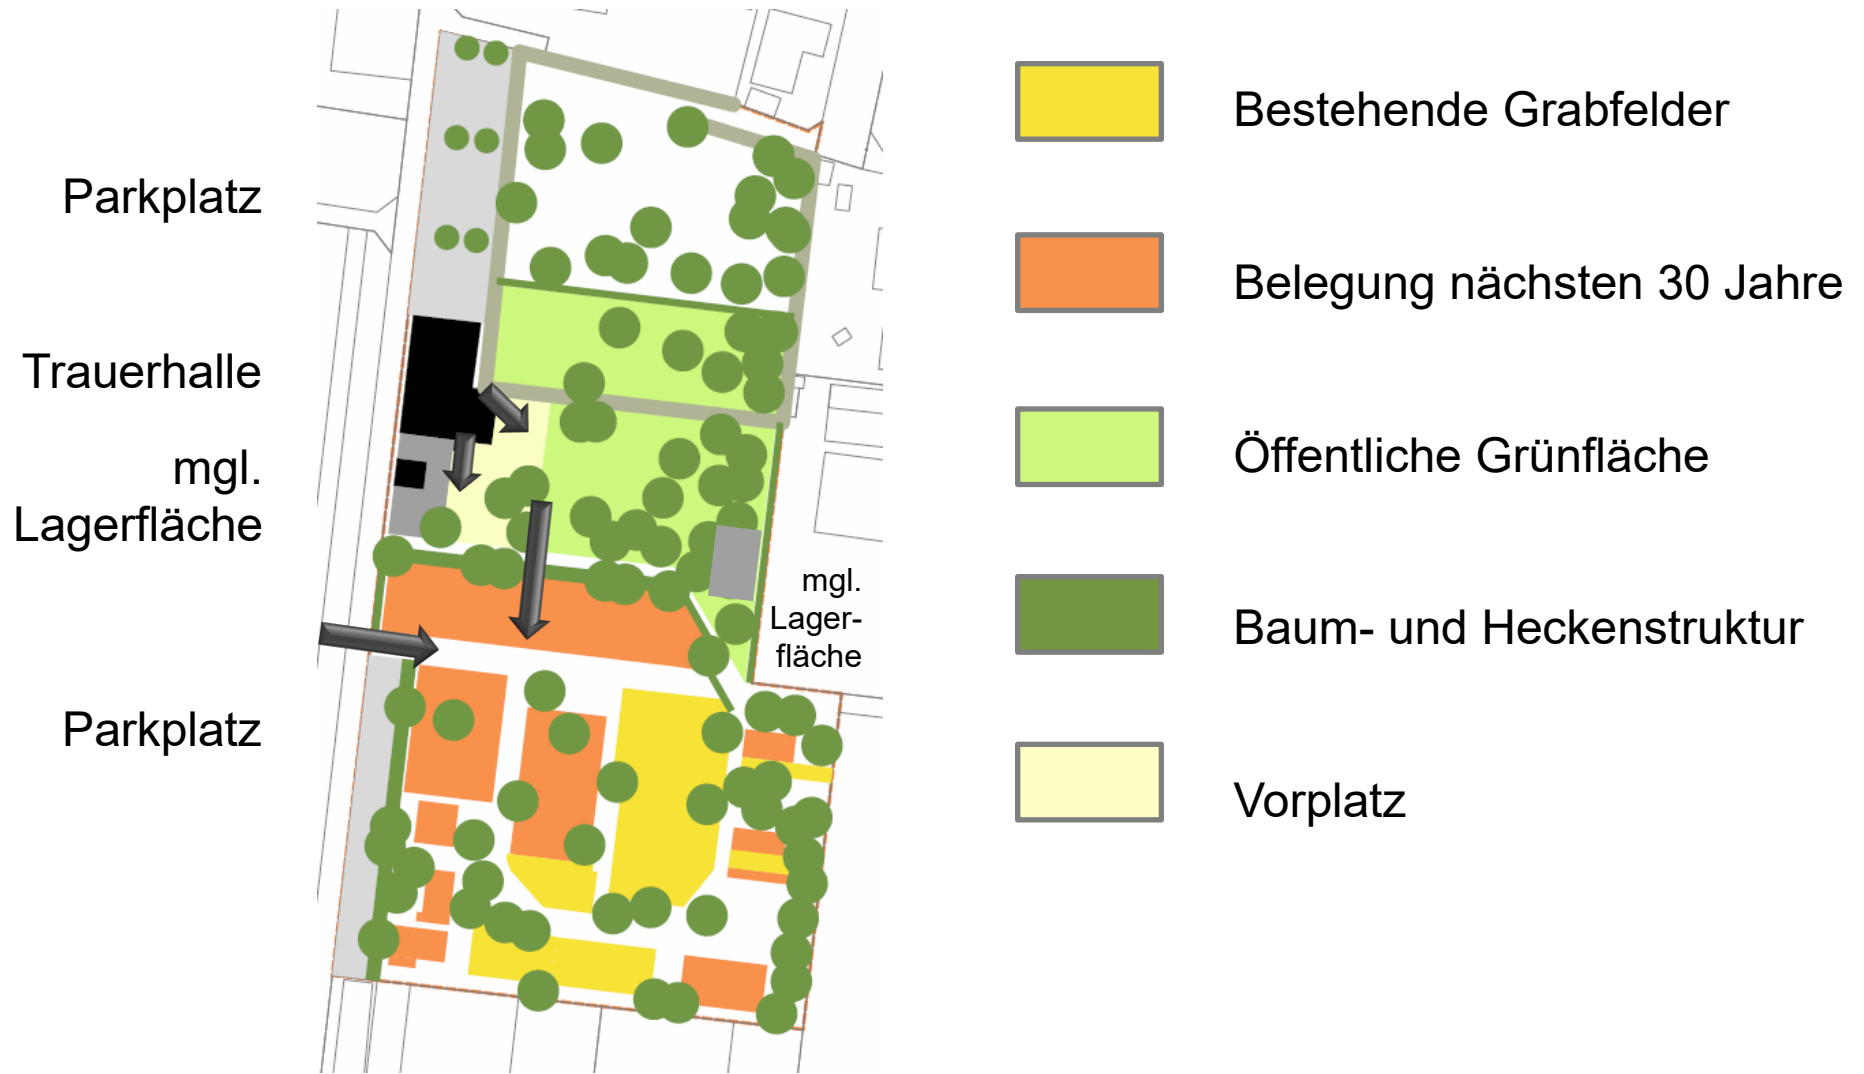 Parkplatz
Trauerhalle
mgl.
Lagerfläche
Parkplatz
mgl.
Lager-
fläche
Bestehende Grabfelder
Belegung nächsten 30 Jahre
Öffentliche Grünfläche
Baum- und Heckenstruktur
Vorplatz